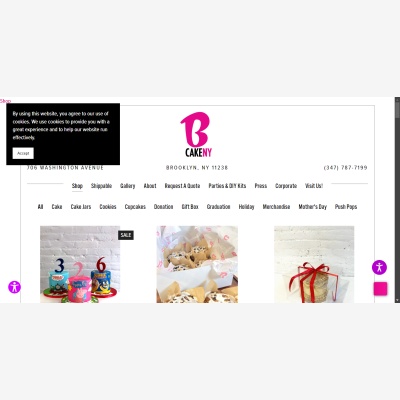 Shop
By using this website, you agree to our use of
cookies. We use cookies to provide you with a
great experience and to help our website run
effectively.
Accept
B
CAKENY
706 WASHINGTON AVENUE
BROOKLYN, NY 11238
(347) 787-7199
Shop Shippable Gallery About Request A Quote Parties & DIY Kits Press Corporate Visit Us!
All Cake Cake Jars Cookies Cupcakes Donation Gift Box Graduation Holiday Merchandise Mother's Day Push Pops
SALE
3 3 6